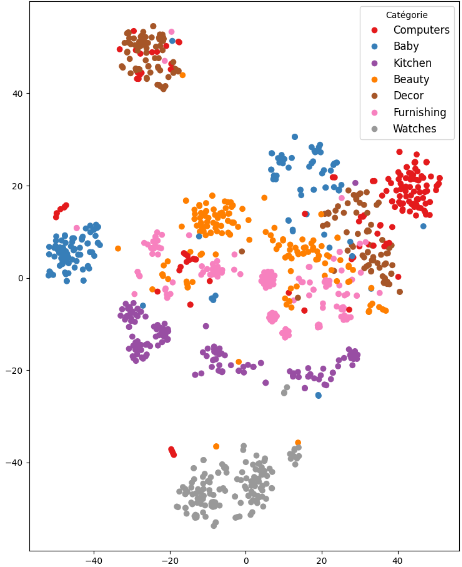 Catégorie
Computers
Baby
Kitchen
Beauty
Decor
Furnishing
Watches
40
20
0
−20
−40
−40 −20 0 20 40